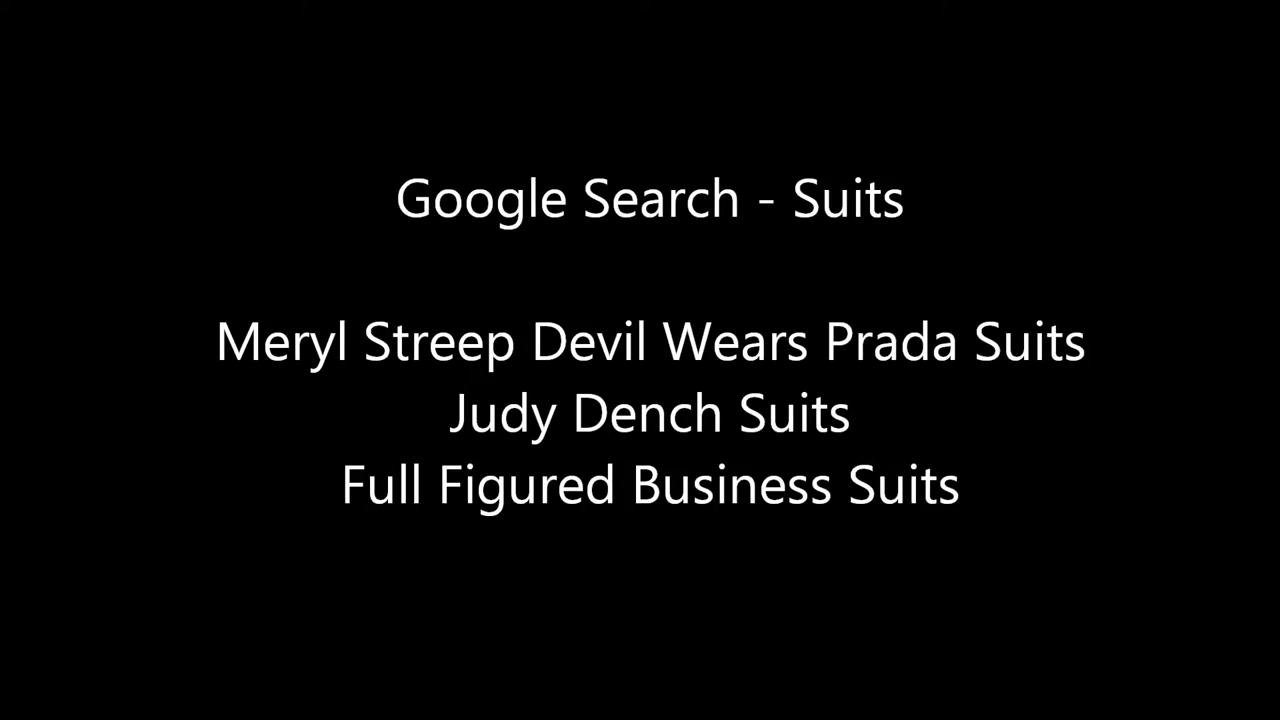 Google Search - Suits
Meryl Streep Devil Wears Prada Suits
Judy Dench Suits
Full Figured Business Suits